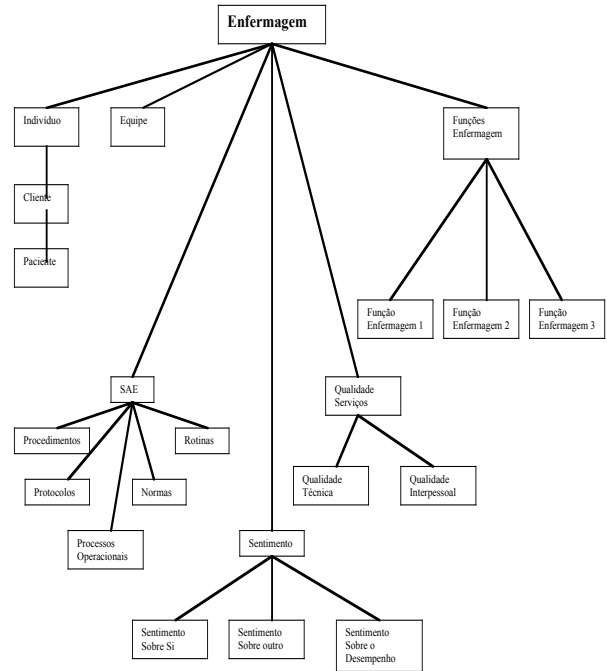 Enfermagem
Indivíduo
Equipe
Funções
Enfermagem
Cliente
Paciente
Função
Enfermagem 1
Função
Enfermagem 2
Função
Enfermagem 3
SAE
Qualidade
Serviços
Procedimentos
Rotinas
Protocolos
Normas
Qualidade
Técnica
Qualidade
Interpessoal
Processos
Operacionais
Sentimento
Sentimento
Sobre Si
Sentimento
Sobre outro
Sentimento
Sobre o
Desempenho